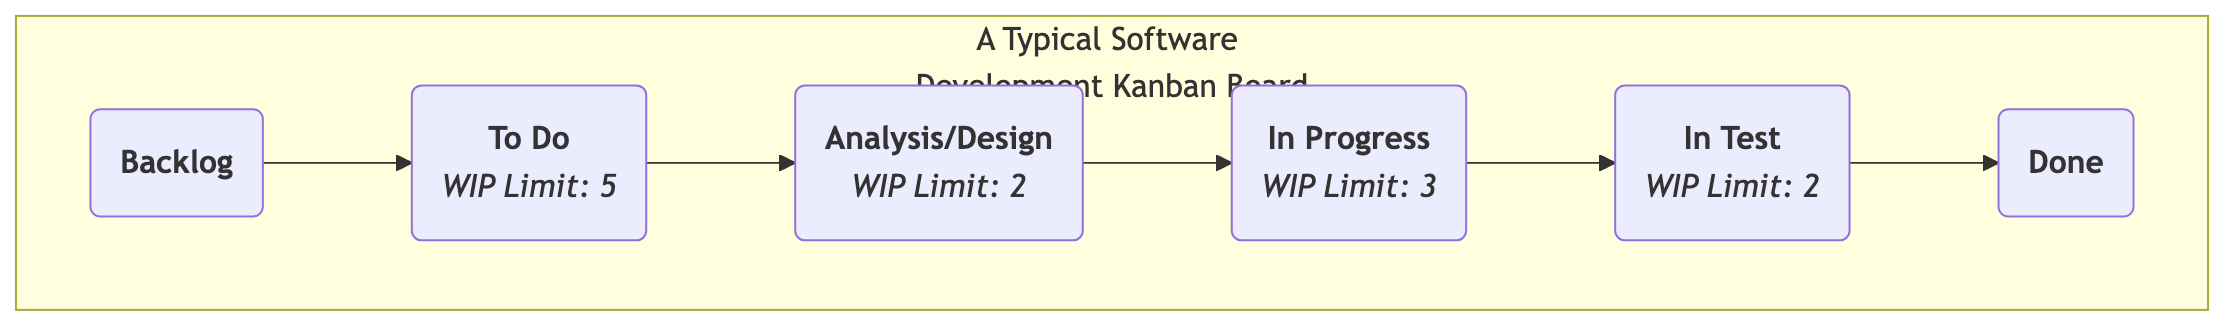 A Typical Software
Development Kanban Board
Backlog
To Do
WIP Limit: 5
Analysis/Design
WIP Limit: 2
In Progress
WIP Limit: 3
In Test
WIP Limit: 2
Done